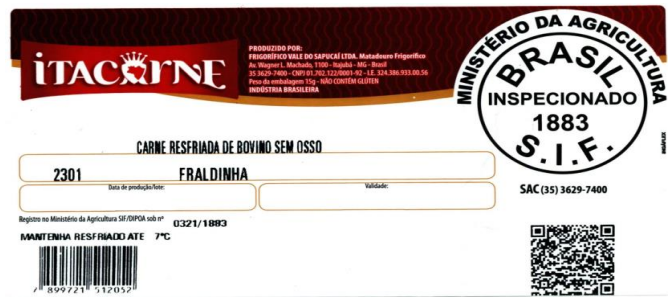 ITACARNE
PRODUZIDO POR:
FRIGORÍFICO VALE DO SAPUCAÍ LTDA. Matadouro Frigorífico
Av. Wagner L. Machado, 1100 - Itajubá - MG - Brasil
35 3629-7400 - CNPJ 01.702.122/0001-92 - I.E. 324.386.933.00.56
Peso da embalagem 15g - NÃO CONTÉM GLÚTEN
INDÚSTRIA BRASILEIRA
MINISTÉRIO DA AGRICULTURA
BRASIL
INSPECIONADO
1883
S.I.F.
CARNE RESFRIADA DE BOVINO SEM OSSO
2301 FRALDINHA
Data de produção/lote: Validade:
SAC (35) 3629-7400
Registro no Ministério da Agricultura SIF/DIPOA sob nº 0321/1883
MANTENHA RESFRIADO ATE 7°C
7 899721 512052